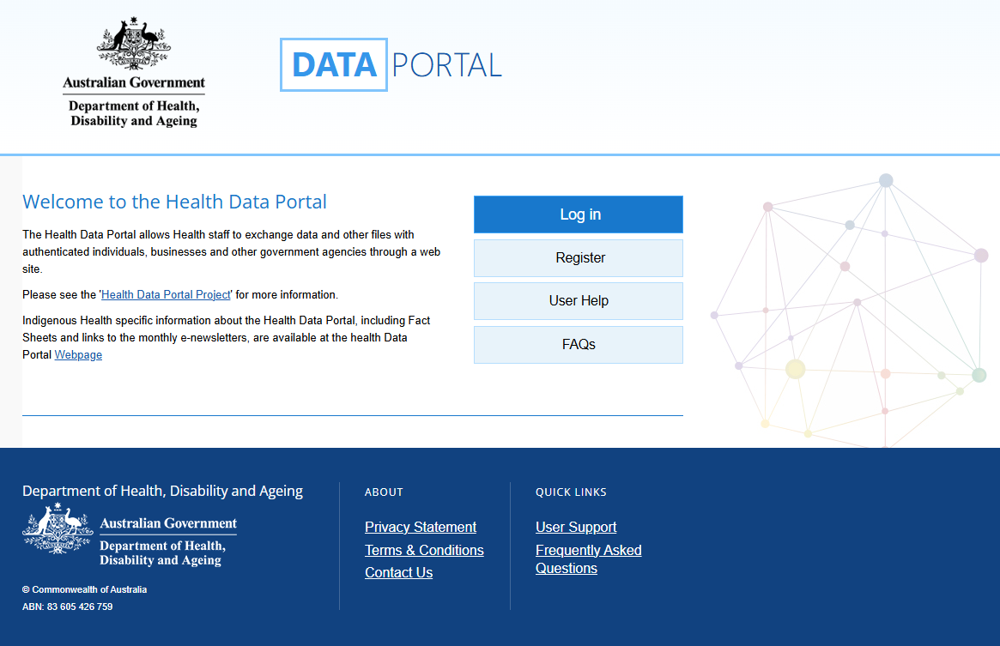 Australian Government
Department of Health,
Disability and Ageing
DATA PORTAL
Welcome to the Health Data Portal
The Health Data Portal allows Health staff to exchange data and other files with
authenticated individuals, businesses and other government agencies through a web
site.
Please see the 'Health Data Portal Project' for more information.
Indigenous Health specific information about the Health Data Portal, including Fact
Sheets and links to the monthly e-newsletters, are available at the health Data
Portal Webpage
Log in
Register
User Help
FAQs
Department of Health, Disability and Ageing
Australian Government
Department of Health,
Disability and Ageing
© Commonwealth of Australia
ABN: 83 605 426 759
ABOUT
Privacy Statement
Terms & Conditions
Contact Us
QUICK LINKS
User Support
Frequently Asked
Questions